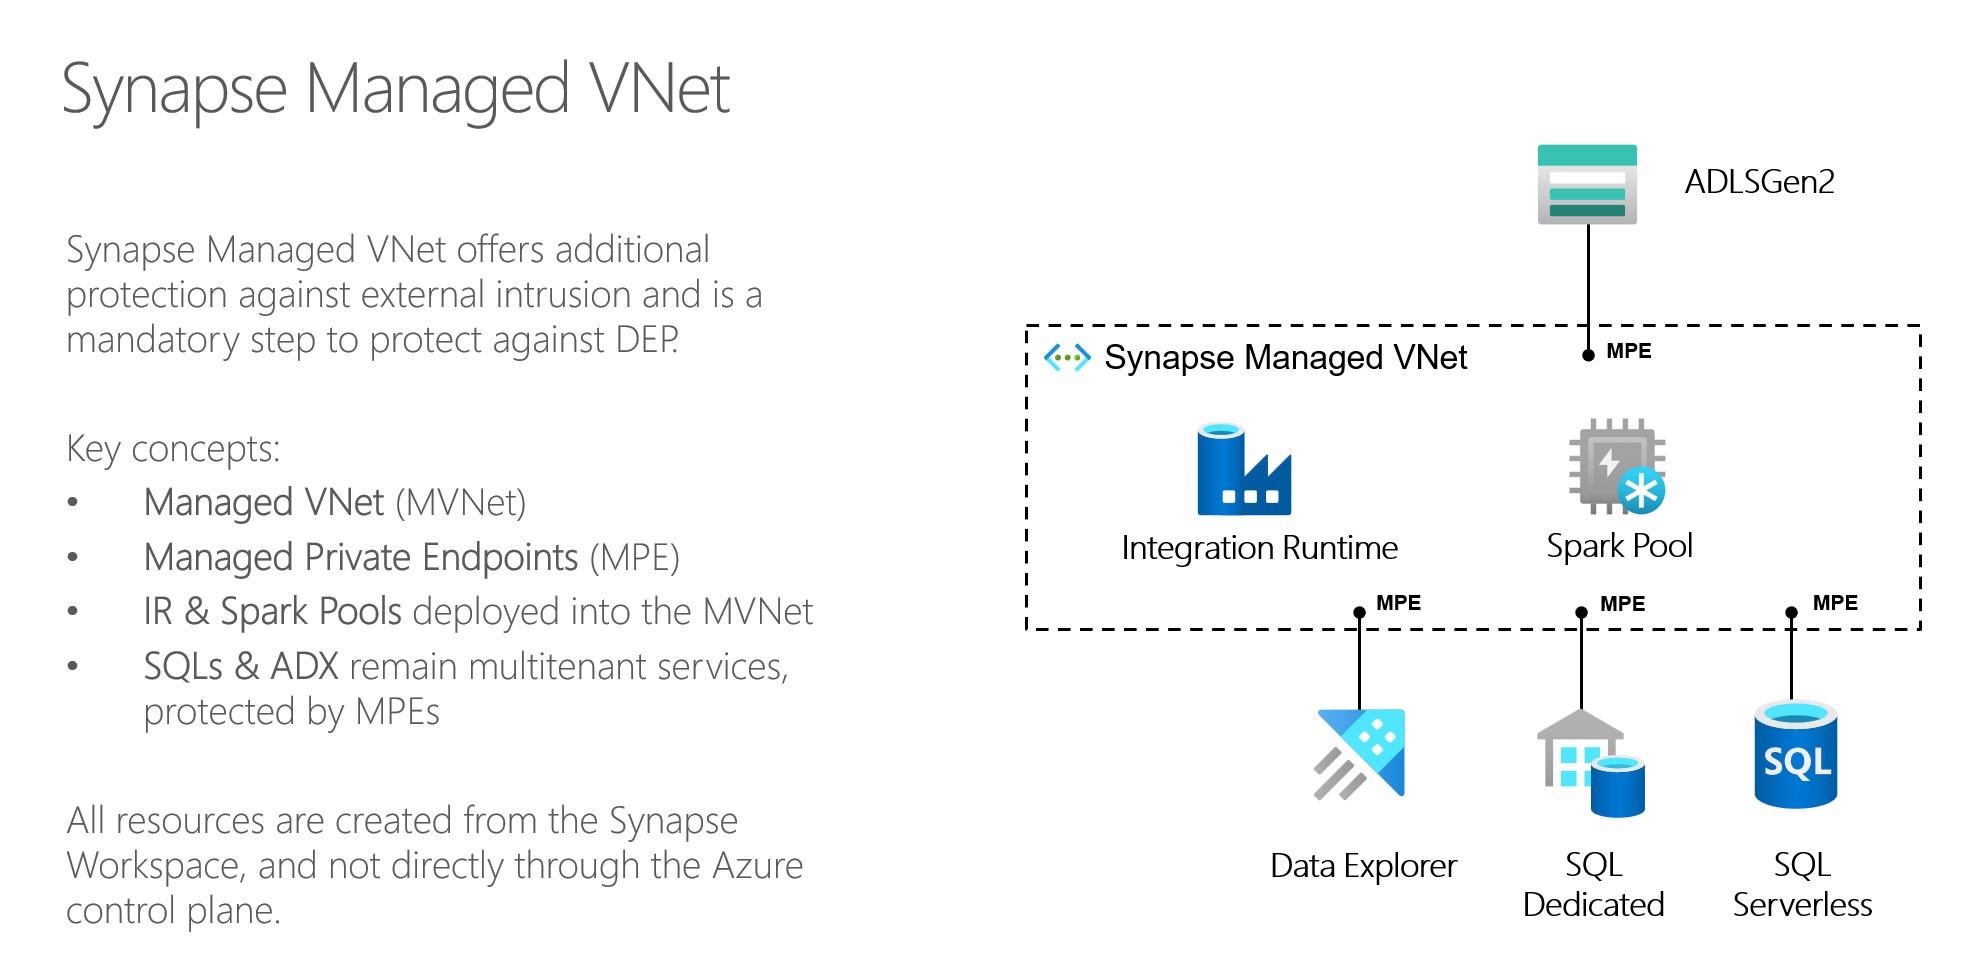 Synapse Managed VNet
Synapse Managed VNet offers additional
protection against external intrusion and is a
mandatory step to protect against DEP.
Key concepts:
• Managed VNet (MVNet)
• Managed Private Endpoints (MPE)
• IR & Spark Pools deployed into the MVNet
• SQLs & ADX remain multitenant services,
protected by MPEs
All resources are created from the Synapse
Workspace, and not directly through the Azure
control plane.
ADLSGen2
Synapse Managed VNet
MPE
Integration Runtime
Spark Pool
MPE
MPE
MPE
SQL
Data Explorer
SQL
Dedicated
SQL
Serverless